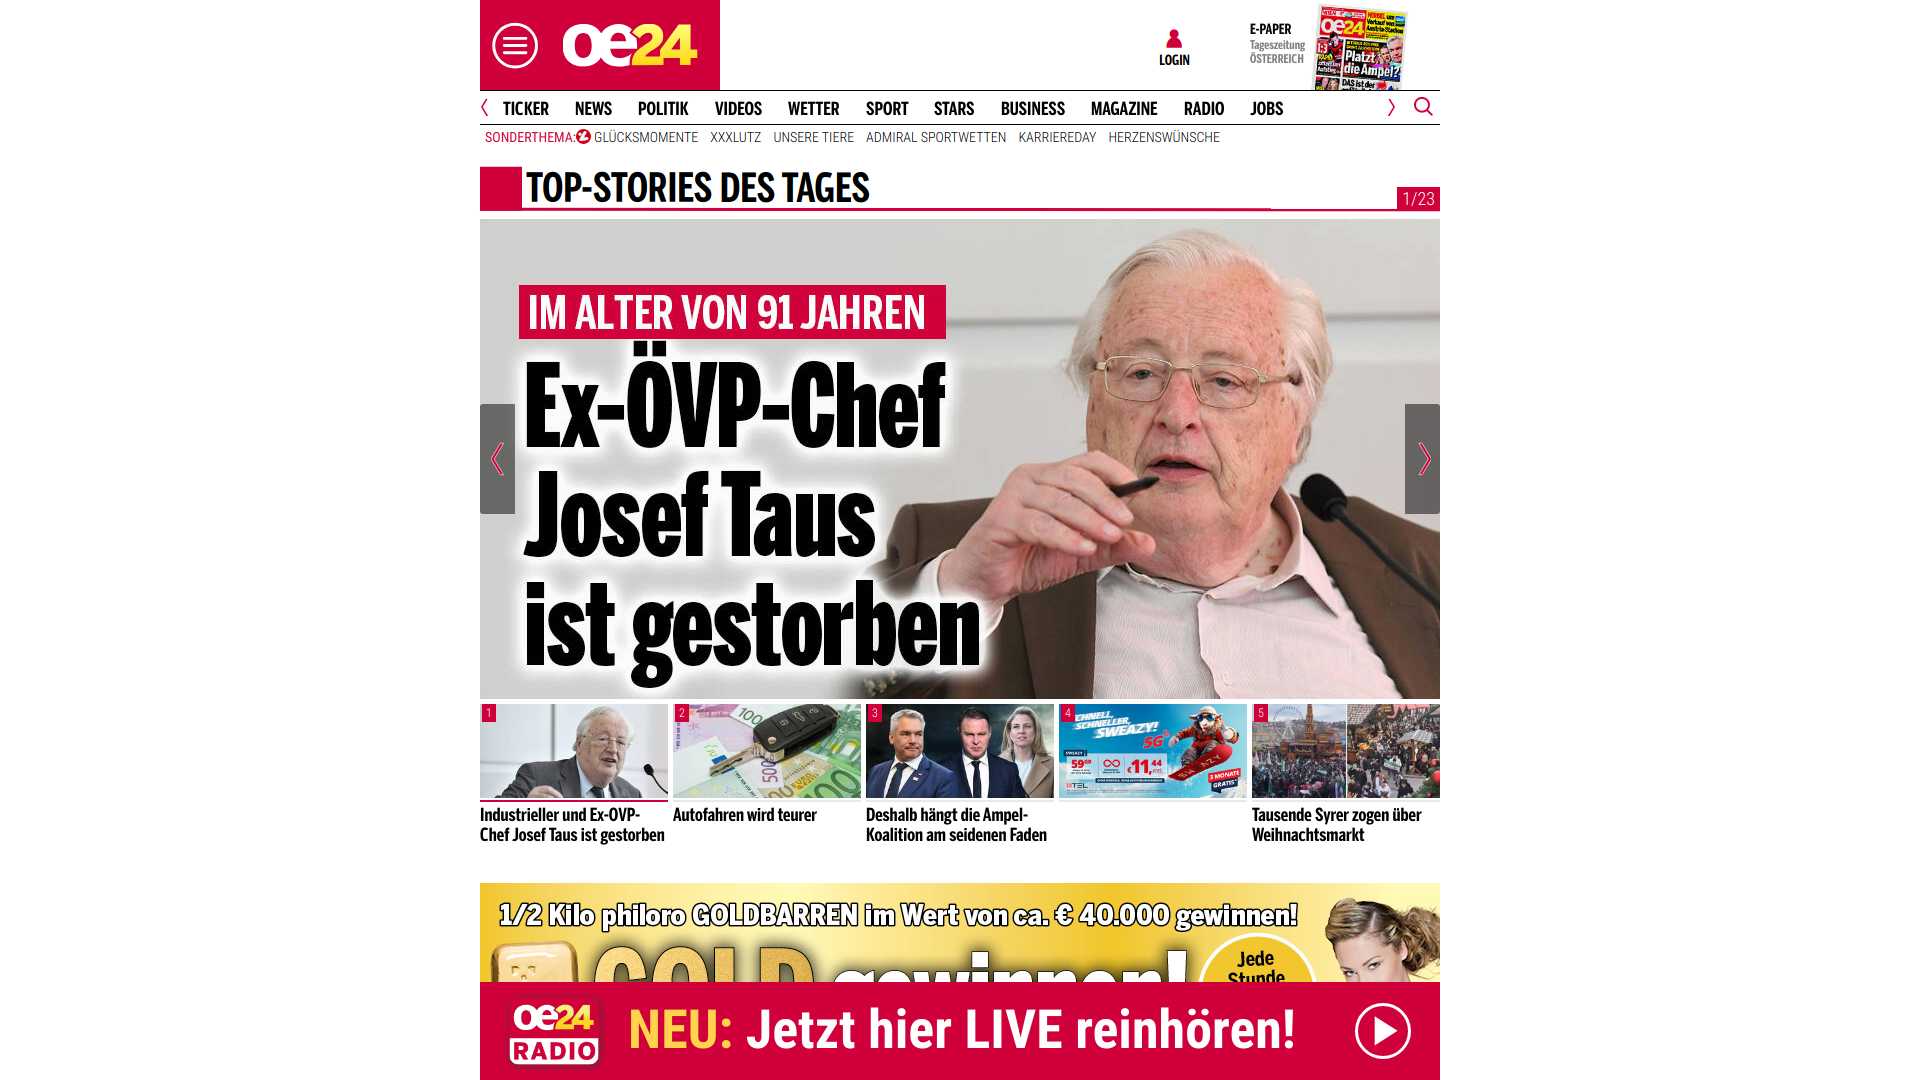 oe24
LOGIN
E-PAPER
Tageszeitung
ÖSTERREICH
oe24
Platzt
die Ampel?
TICKER NEWS POLITIK VIDEOS WETTER SPORT STARS BUSINESS MAGAZINE RADIO JOBS
SONDERTHEMA: GLÜCKSMOMENTE XXXLUTZ UNSERE TIERE ADMIRAL SPORTWETTEN KARRIEREDAY HERZENSWÜNSCHE
TOP-STORIES DES TAGES
1/23
IM ALTER VON 91 JAHREN
Ex-ÖVP-Chef
Josef Taus
ist gestorben
1
2
3
4
5
SCHNELL,
SCHNELLER,
SWEAZY!
5G
€11,44
3 MONATE
GRATIS
Industrieller und Ex-ÖVP-
Chef Josef Taus ist gestorben
Autofahren wird teurer
Deshalb hängt die Ampel-
Koalition am seidenen Faden
Tausende Syrer zogen über
Weihnachtsmarkt
1/2 Kilo philoro GOLDBARREN im Wert von ca. € 40.000 gewinnen!
GOLD gewinnen!
Jede
Stunde
oe24
RADIO
NEU: Jetzt hier LIVE reinhören!